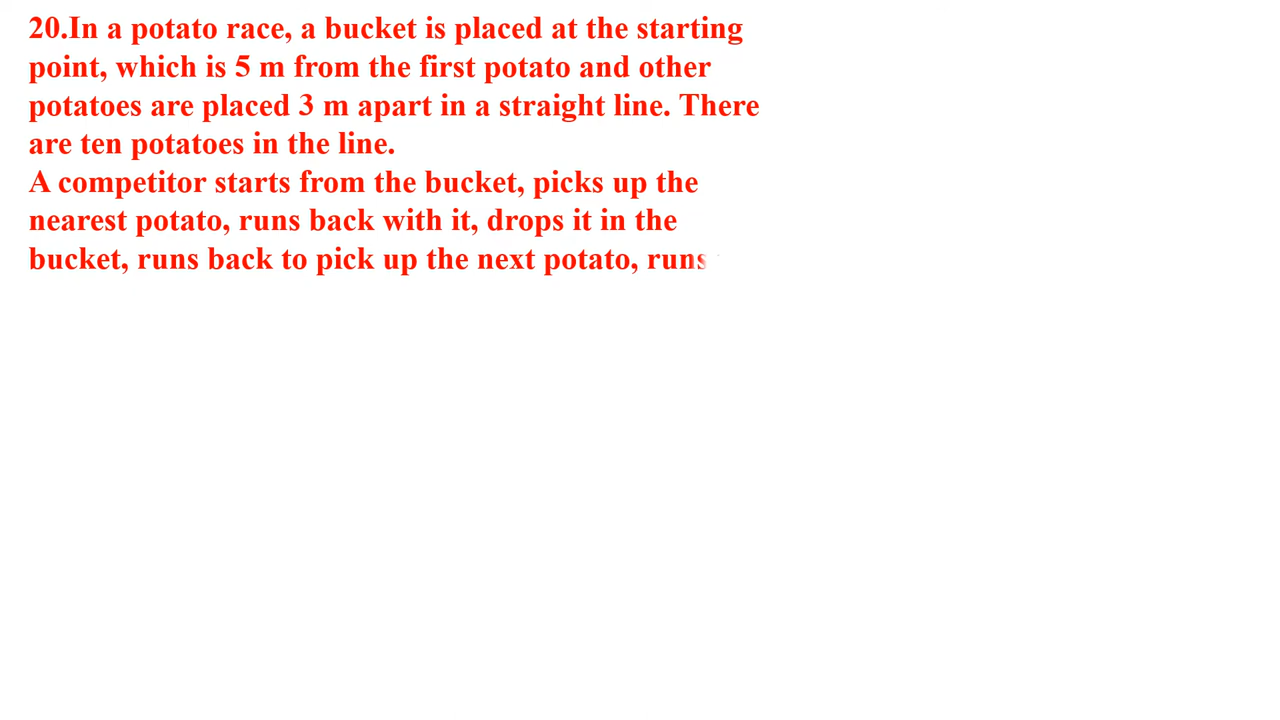 20.In a potato race, a bucket is placed at the starting
point, which is 5 m from the first potato and other
potatoes are placed 3 m apart in a straight line. There
are ten potatoes in the line.
A competitor starts from the bucket, picks up the
nearest potato, runs back with it, drops it in the
bucket, runs back to pick up the next potato, runs